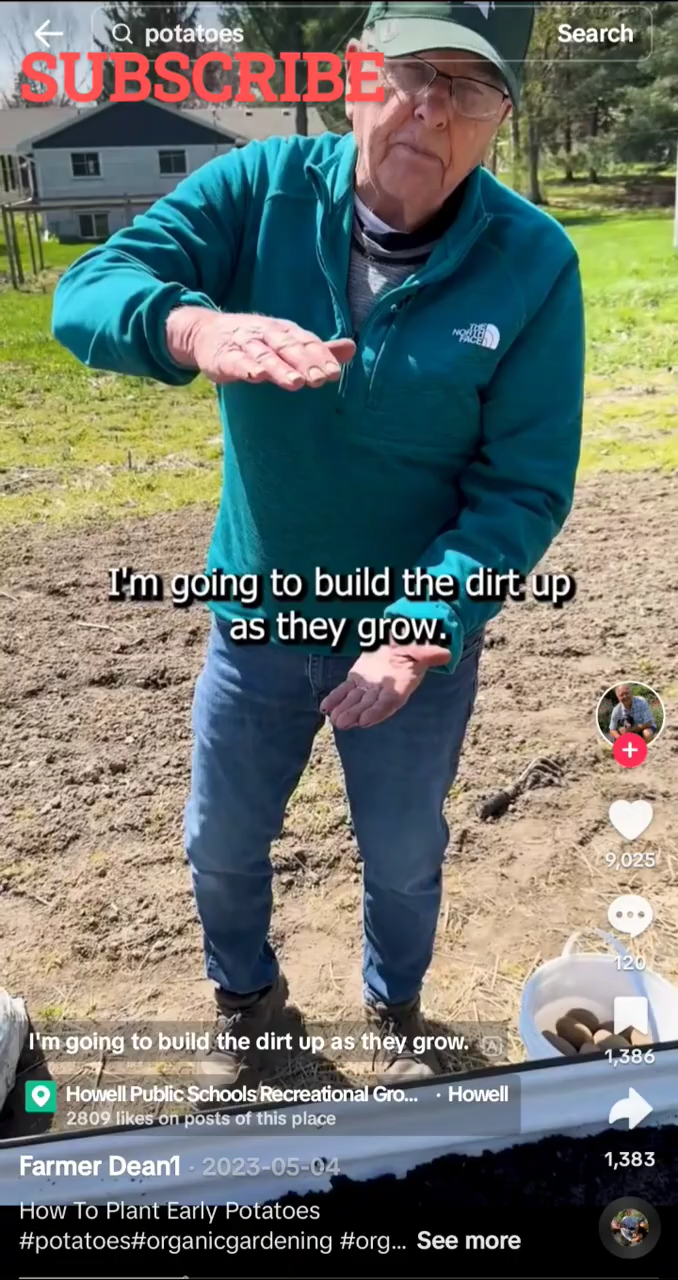 potatoes
Search
SUBSCRIBE
THE
NORTH
FACE
I'm going to build the dirt up
as they grow.
9,025
120
I'm going to build the dirt up as they grow.
1,386
Howell Public Schools Recreational Gro... · Howell
2809 likes on posts of this place
Farmer Dean1 · 2023-05-04
1,383
How To Plant Early Potatoes
#potatoes#organicgardening #org... See more